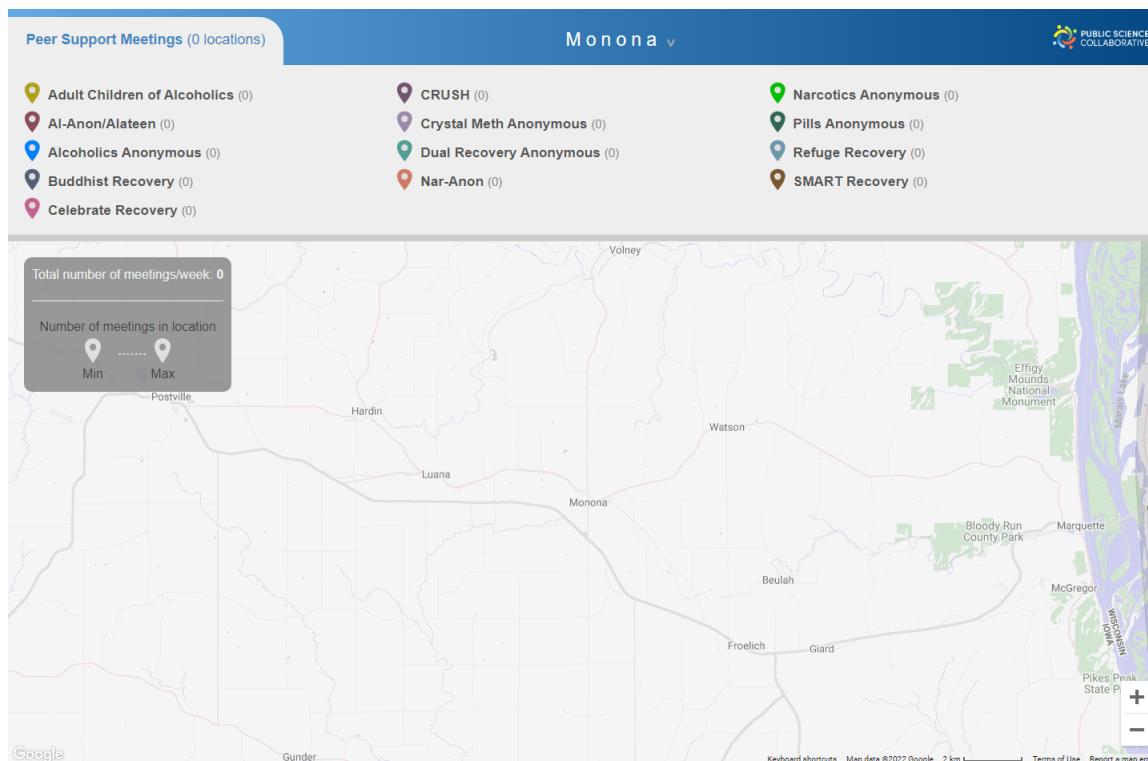 Peer Support Meetings (0 locations)
Monona v
PUBLIC SCIENCE
COLLABORATIVE
Adult Children of Alcoholics (0)
Al-Anon/Alateen (0)
Alcoholics Anonymous (0)
Buddhist Recovery (0)
Celebrate Recovery (0)
CRUSH (0)
Crystal Meth Anonymous (0)
Dual Recovery Anonymous (0)
Nar-Anon (0)
Narcotics Anonymous (0)
Pills Anonymous (0)
Refuge Recovery (0)
SMART Recovery (0)
Total number of meetings/week: 0
Number of meetings in location
Min ....... Max
Volney
Effigy
Mounds
National
Monument
Marais Lake
Postville
Hardin
Watson
Luana
Monona
Bloody Run
County Park
Marquette
Beulah
McGregor
WISCONSIN
IOWA
Froelich
Giard
Pikes Peak
State
Gunder
+
−
Google
Keyboard shortcuts
Map data ©2022 Google
2 km
Terms of Use
Report a map